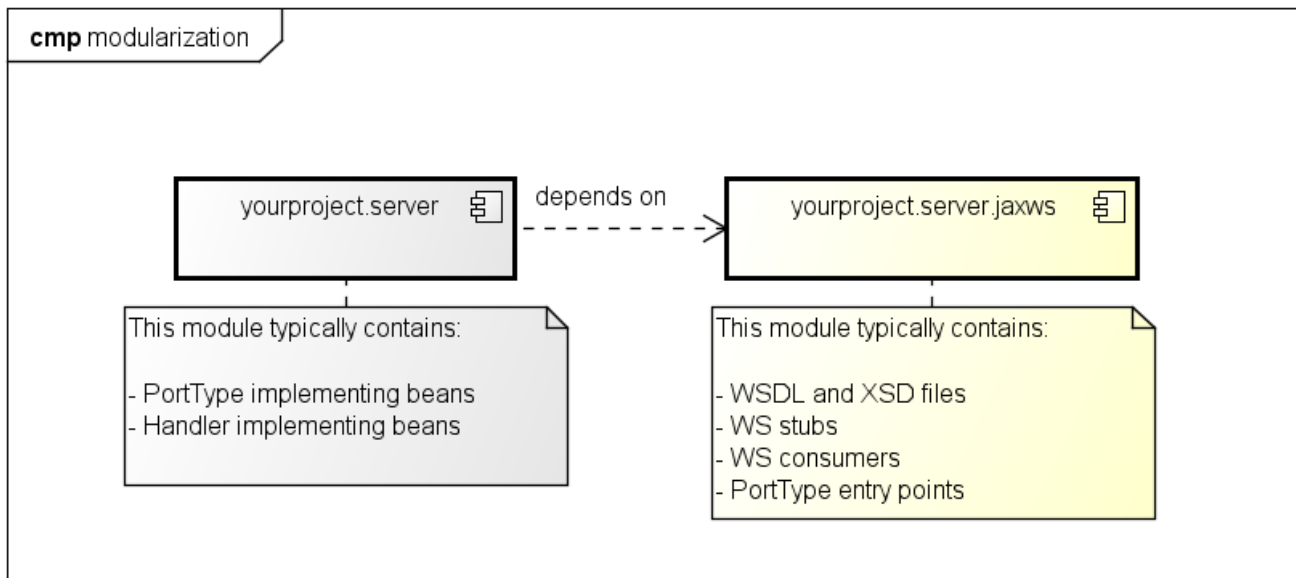 cmp modularization
yourproject.server
depends on
yourproject.server.jaxws
This module typically contains:
- PortType implementing beans
- Handler implementing beans
This module typically contains:
- WSDL and XSD files
- WS stubs
- WS consumers
- PortType entry points